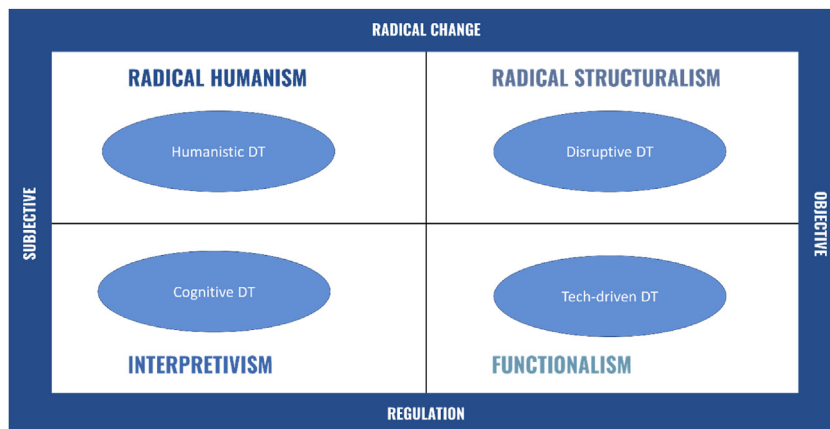 RADICAL CHANGE
RADICAL HUMANISM
RADICAL STRUCTURALISM
Humanistic DT
Disruptive DT
SUBJECTIVE
OBJECTIVE
Cognitive DT
Tech-driven DT
INTERPRETIVISM
FUNCTIONALISM
REGULATION